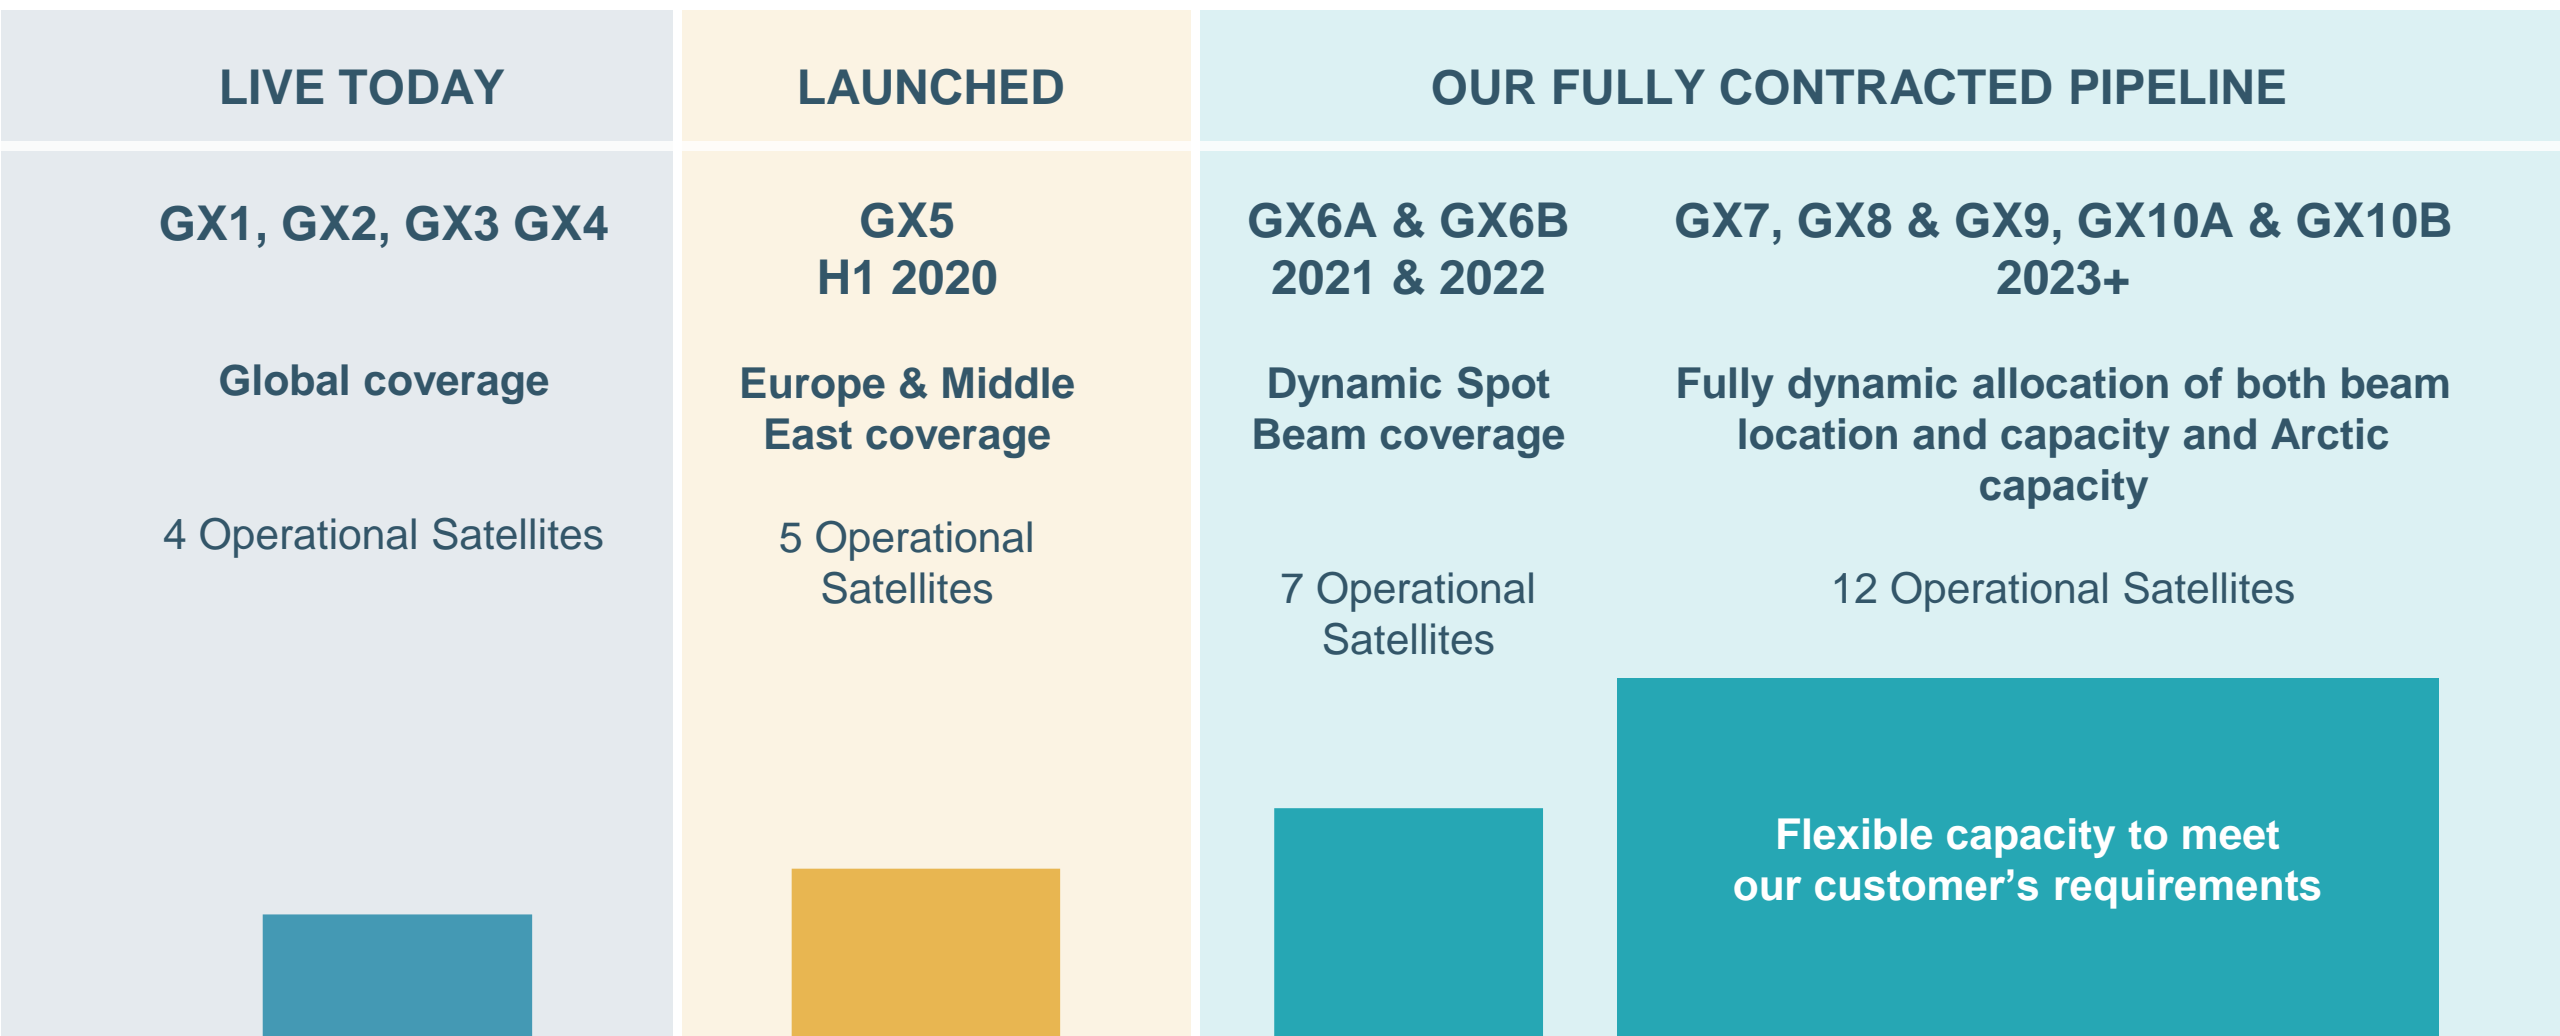 LIVE TODAY
LAUNCHED
OUR FULLY CONTRACTED PIPELINE
GX1, GX2, GX3 GX4
Global coverage
4 Operational Satellites
GX5
H1 2020
Europe & Middle
East coverage
5 Operational
Satellites
GX6A & GX6B
2021 & 2022
Dynamic Spot
Beam coverage
7 Operational
Satellites
GX7, GX8 & GX9, GX10A & GX10B
2023+
Fully dynamic allocation of both beam
location and capacity and Arctic
capacity
12 Operational Satellites
Flexible capacity to meet
our customer’s requirements